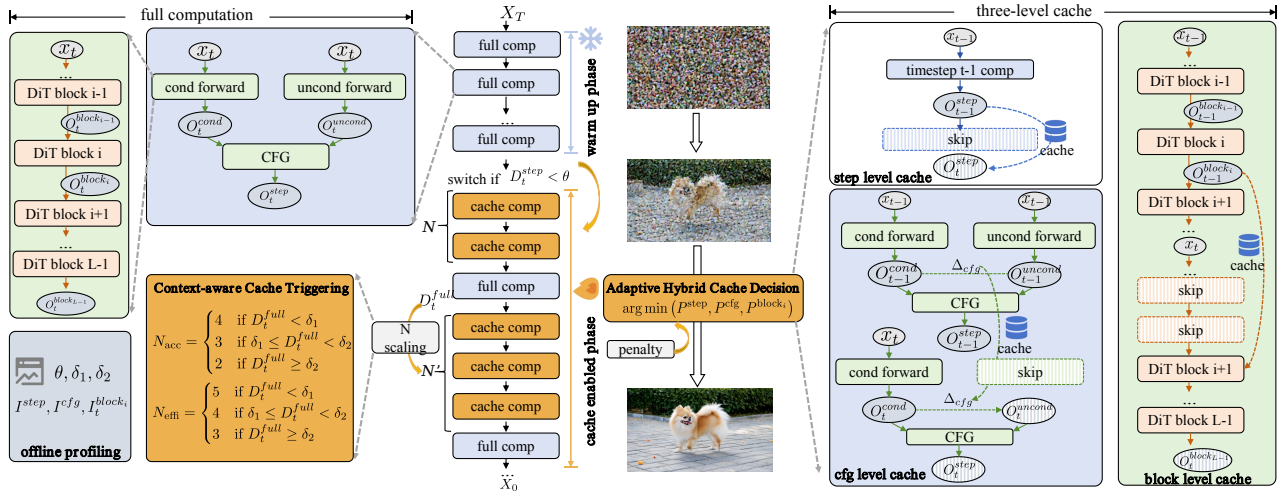 full computation
x_t
...
DiT block i-1
O_t^{block_{i-1}}
DiT block i
O_t^{block_i}
DiT block i+1
...
DiT block L-1
O_t^{block_{L-1}}
x_t
cond forward
uncond forward
O_t^{cond}
O_t^{uncond}
CFG
O_t^{step}
θ, δ_1, δ_2
I^{step}, I^{cfg}, I_t^{block_i}
offline profiling
Context-aware Cache Triggering
N_acc = { 4 if D_t^{full} < δ_1
3 if δ_1 ≤ D_t^{full} < δ_2
2 if D_t^{full} ≥ δ_2
N_effi = { 5 if D_t^{full} < δ_1
4 if δ_1 ≤ D_t^{full} < δ_2
3 if D_t^{full} ≥ δ_2
X_T
full comp
full comp
...
full comp
warm up phase
switch if D_t^{step} < θ
N
cache comp
cache comp
full comp
D_t^{full}
N
scaling
N'
cache comp
cache comp
cache comp
full comp
...
X_0
cache enabled phase
Adaptive Hybrid Cache Decision
arg min (P^{step}, P^{cfg}, P^{block_i})
penalty
three-level cache
x_{t-1}
timestep t-1 comp
O_{t-1}^{step}
skip
cache
O_t^{step}
step level cache
x_{t-1}
x_{t-1}
cond forward
uncond forward
O_{t-1}^{cond}
Δ_{cfg}
O_{t-1}^{uncond}
CFG
O_{t-1}^{step}
cache
x_t
cond forward
skip
O_t^{cond}
Δ_{cfg}
O_t^{uncond}
CFG
O_t^{step}
cfg level cache
x_{t-1}
...
DiT block i-1
O_{t-1}^{block_{i-1}}
DiT block i
O_{t-1}^{block_i}
DiT block i+1
...
x_t
cache
...
skip
skip
DiT block i+1
...
DiT block L-1
O_t^{block_{L-1}}
block level cache